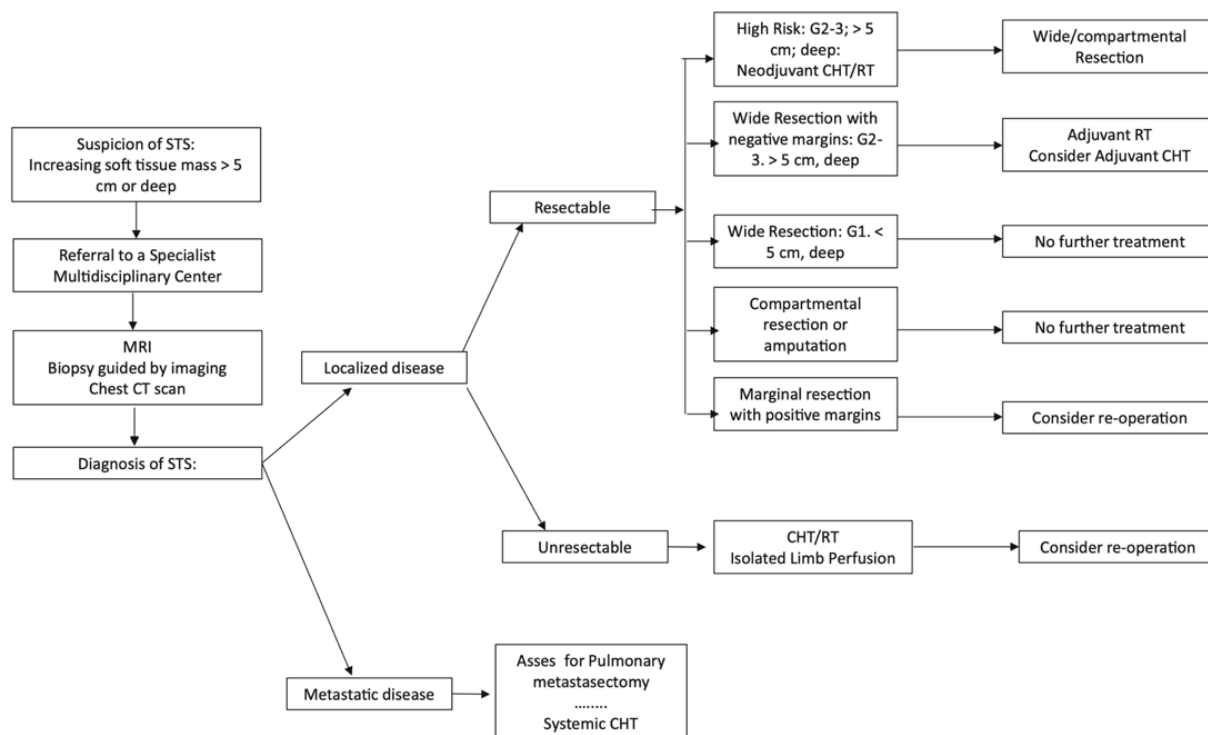 Suspicion of STS:
Increasing soft tissue mass > 5
cm or deep
Referral to a Specialist
Multidisciplinary Center
MRI
Biopsy guided by imaging
Chest CT scan
Diagnosis of STS:
Localized disease
Metastatic disease
Resectable
Unresectable
Asses  for Pulmonary
metastasectomy
.........
Systemic CHT
High Risk: G2-3; > 5
cm; deep:
Neodjuvant CHT/RT
Wide/compartmental
Resection
Wide Resection with
negative margins: G2-
3. > 5 cm, deep
Adjuvant RT
Consider Adjuvant CHT
Wide Resection: G1. <
5 cm, deep
No further treatment
Compartmental
resection or
amputation
No further treatment
Marginal resection
with positive margins
Consider re-operation
CHT/RT
Isolated Limb Perfusion
Consider re-operation